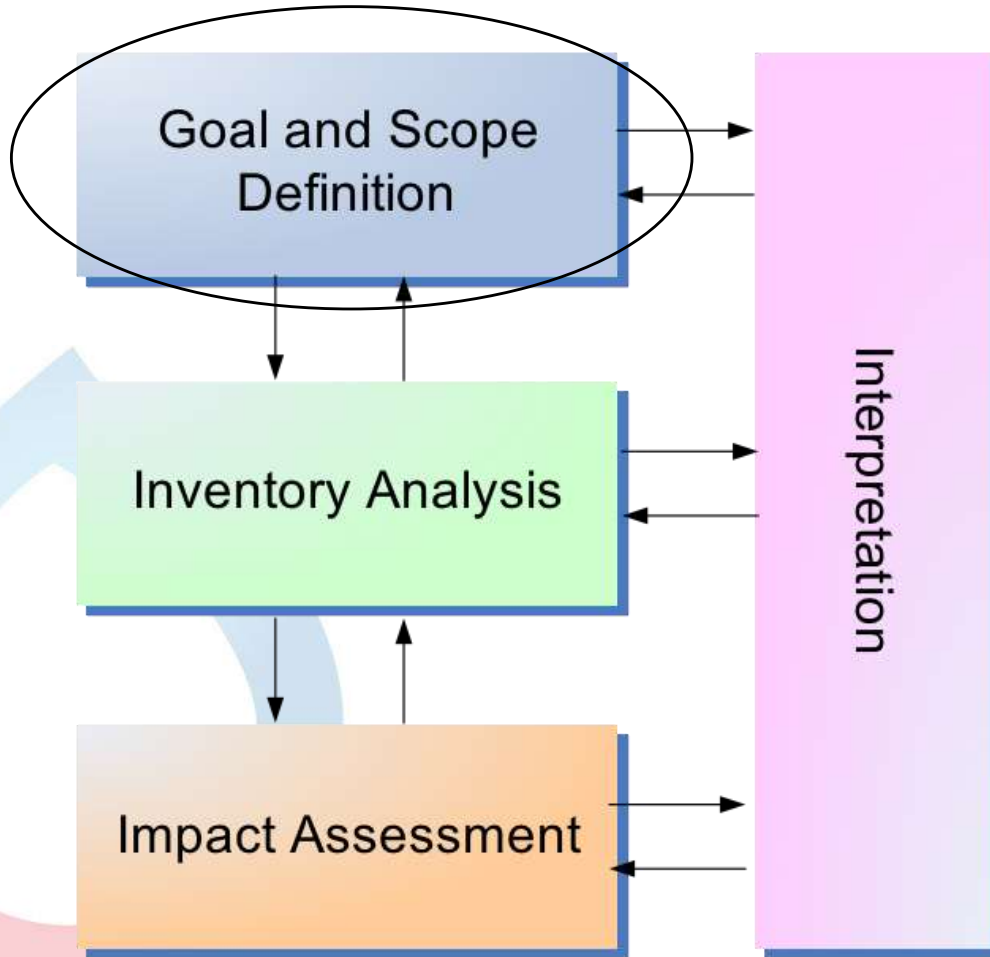 Goal and Scope
Definition
Inventory Analysis
Impact Assessment
Interpretation